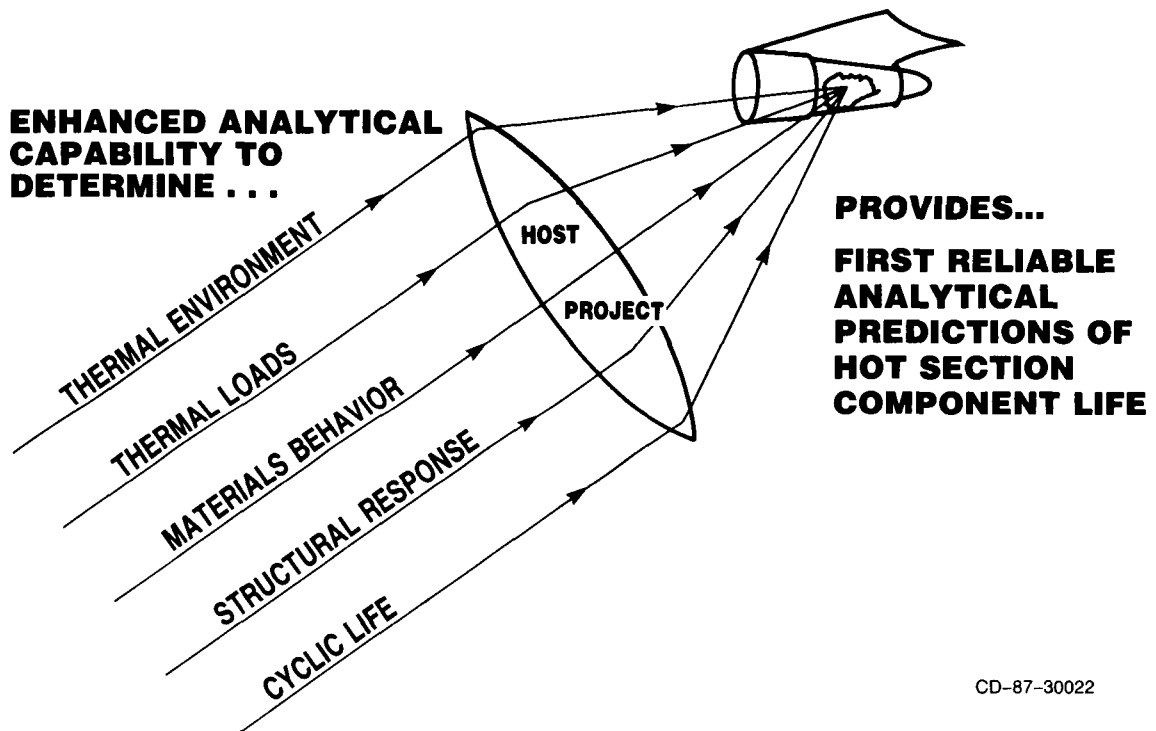 ENHANCED ANALYTICAL
CAPABILITY TO
DETERMINE . . .
THERMAL ENVIRONMENT
THERMAL LOADS
MATERIALS BEHAVIOR
STRUCTURAL RESPONSE
CYCLIC LIFE
HOST
PROJECT
PROVIDES...
FIRST RELIABLE
ANALYTICAL
PREDICTIONS OF
HOT SECTION
COMPONENT LIFE
CD-87-30022